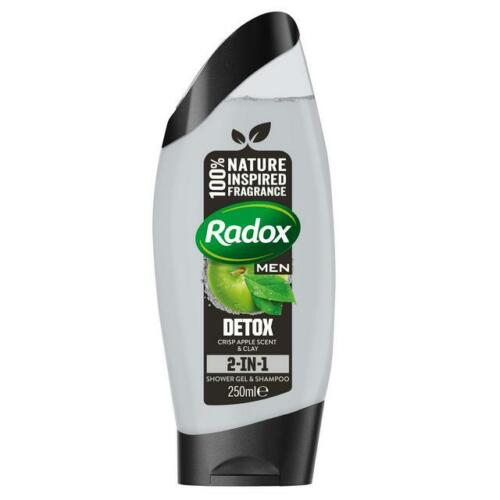 100%
NATURE
INSPIRED
FRAGRANCE
Radox
MEN
DETOX
CRISP APPLE SCENT
& CLAY
2-IN-1
SHOWER GEL & SHAMPOO
250ml℮